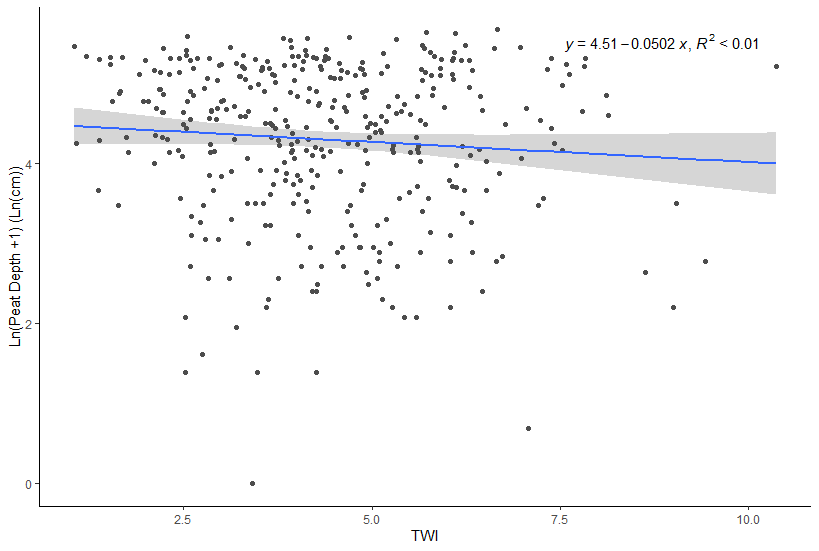 y = 4.51 − 0.0502 x, R² < 0.01
Ln(Peat Depth +1) (Ln(cm))
4
2
0
2.5 5.0 7.5 10.0
TWI